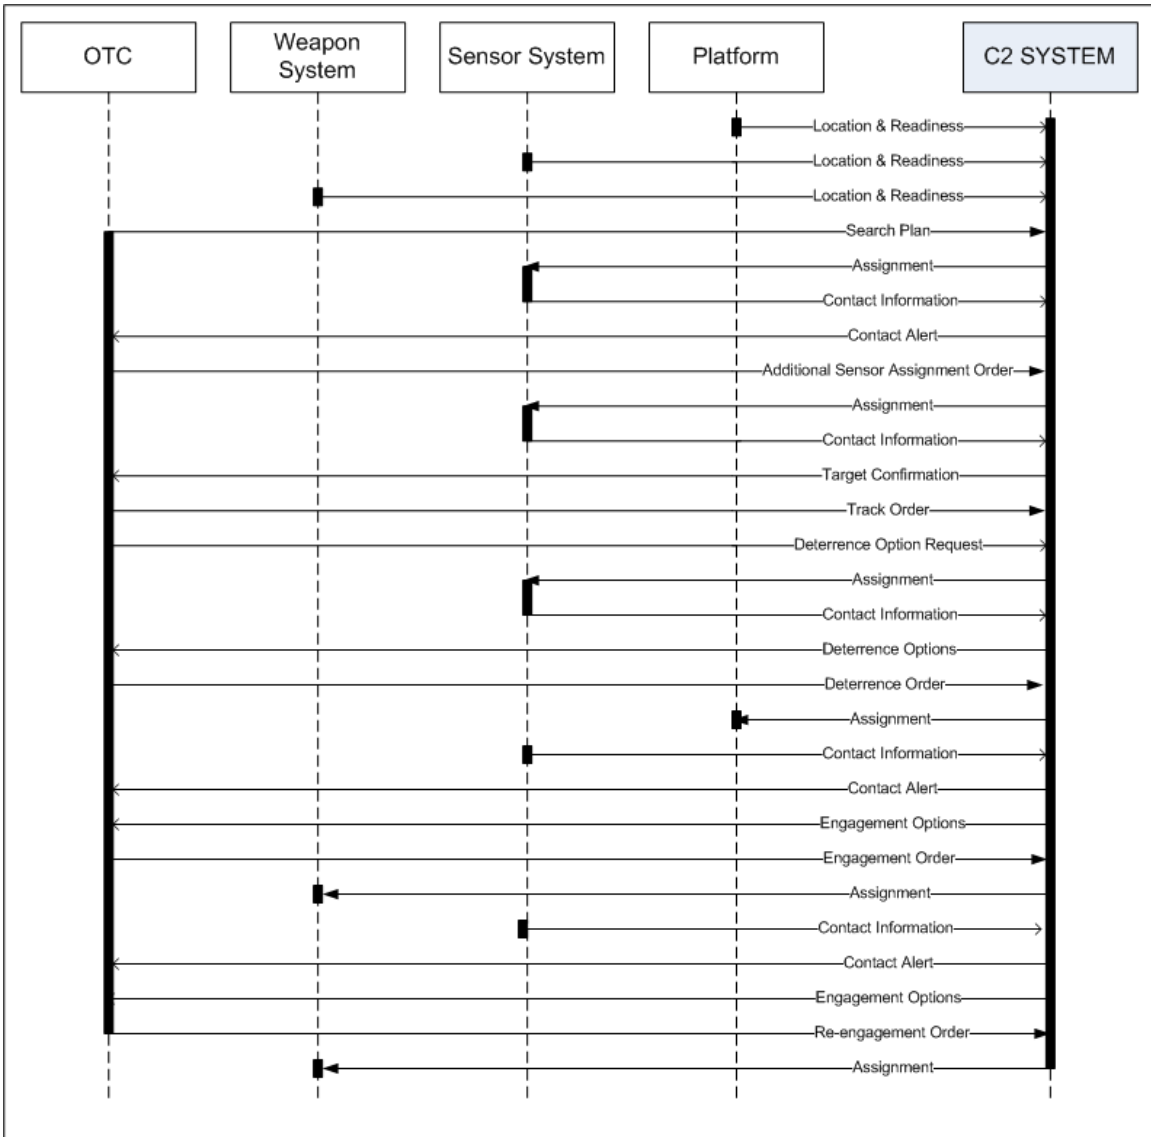 OTC
Weapon
System
Sensor System
Platform
C2 SYSTEM
Location & Readiness
Location & Readiness
Location & Readiness
Search Plan
Assignment
Contact Information
Contact Alert
Additional Sensor Assignment Order
Assignment
Contact Information
Target Confirmation
Track Order
Deterrence Option Request
Assignment
Contact Information
Deterrence Options
Deterrence Order
Assignment
Contact Information
Contact Alert
Engagement Options
Engagement Order
Assignment
Contact Information
Contact Alert
Engagement Options
Re-engagement Order
Assignment